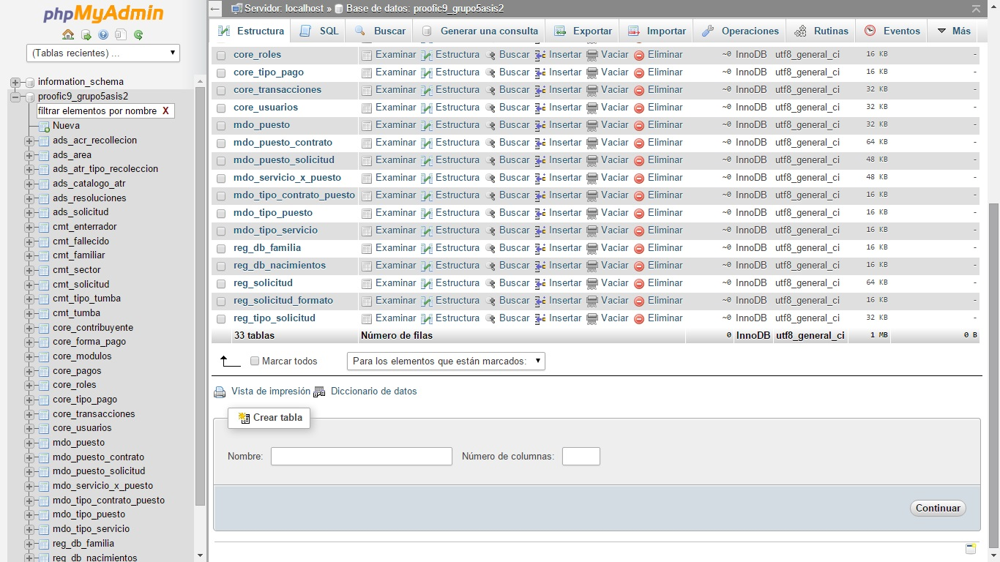 phpMyAdmin
(Tablas recientes) ...
information_schema
proofic9_grupo5asis2
filtrar elementos por nombre X
Nueva
ads_acr_recollecion
ads_area
ads_atr_tipo_recoleccion
ads_catalogo_atr
ads_resoluciones
ads_solicitud
cmt_enterrador
cmt_fallecido
cmt_familiar
cmt_sector
cmt_solicitud
cmt_tipo_tumba
cmt_tumba
core_contribuyente
core_forma_pago
core_modulos
core_pagos
core_roles
core_tipo_pago
core_transacciones
core_usuarios
mdo_puesto
mdo_puesto_contrato
mdo_puesto_solicitud
mdo_servicio_x_puesto
mdo_tipo_contrato_puesto
mdo_tipo_puesto
mdo_tipo_servicio
reg_db_familia
reg_db_nacimientos
Servidor: localhost » Base de datos: proofic9_grupo5asis2
Estructura SQL Buscar Generar una consulta Exportar Importar Operaciones Rutinas Eventos Más
core_roles Examinar Estructura Buscar Insertar Vaciar Eliminar ~0 InnoDB utf8_general_ci 16 KB -
core_tipo_pago Examinar Estructura Buscar Insertar Vaciar Eliminar ~0 InnoDB utf8_general_ci 16 KB -
core_transacciones Examinar Estructura Buscar Insertar Vaciar Eliminar ~0 InnoDB utf8_general_ci 32 KB -
core_usuarios Examinar Estructura Buscar Insertar Vaciar Eliminar ~0 InnoDB utf8_general_ci 32 KB -
mdo_puesto Examinar Estructura Buscar Insertar Vaciar Eliminar ~0 InnoDB utf8_general_ci 32 KB -
mdo_puesto_contrato Examinar Estructura Buscar Insertar Vaciar Eliminar ~0 InnoDB utf8_general_ci 64 KB -
mdo_puesto_solicitud Examinar Estructura Buscar Insertar Vaciar Eliminar ~0 InnoDB utf8_general_ci 48 KB -
mdo_servicio_x_puesto Examinar Estructura Buscar Insertar Vaciar Eliminar ~0 InnoDB utf8_general_ci 48 KB -
mdo_tipo_contrato_puesto Examinar Estructura Buscar Insertar Vaciar Eliminar ~0 InnoDB utf8_general_ci 16 KB -
mdo_tipo_puesto Examinar Estructura Buscar Insertar Vaciar Eliminar ~0 InnoDB utf8_general_ci 16 KB -
mdo_tipo_servicio Examinar Estructura Buscar Insertar Vaciar Eliminar ~0 InnoDB utf8_general_ci 16 KB -
reg_db_familia Examinar Estructura Buscar Insertar Vaciar Eliminar ~0 InnoDB utf8_general_ci 16 KB -
reg_db_nacimientos Examinar Estructura Buscar Insertar Vaciar Eliminar ~0 InnoDB utf8_general_ci 16 KB -
reg_solicitud Examinar Estructura Buscar Insertar Vaciar Eliminar ~0 InnoDB utf8_general_ci 64 KB -
reg_solicitud_formato Examinar Estructura Buscar Insertar Vaciar Eliminar ~0 InnoDB utf8_general_ci 16 KB -
reg_tipo_solicitud Examinar Estructura Buscar Insertar Vaciar Eliminar ~0 InnoDB utf8_general_ci 32 KB -
33 tablas Número de filas 0 InnoDB utf8_general_ci 1 MB 0 B
Marcar todos Para los elementos que están marcados:
Vista de impresión Diccionario de datos
Crear tabla
Nombre: Número de columnas:
Continuar